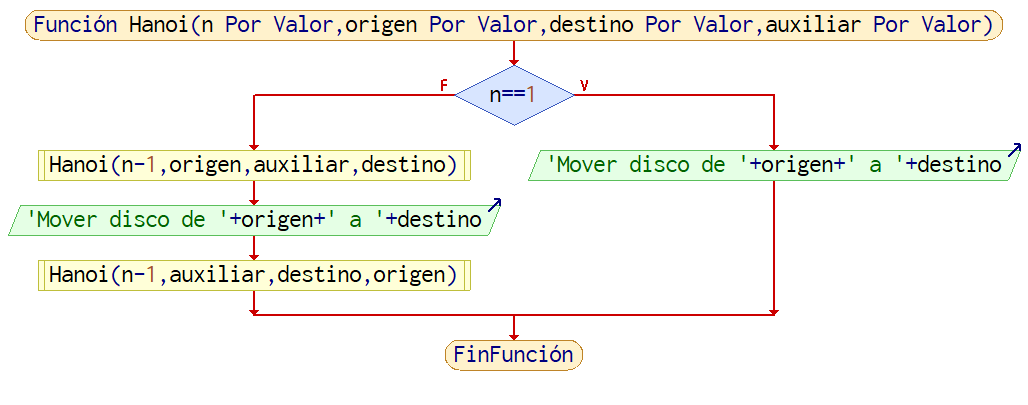 Función Hanoi(n Por Valor,origen Por Valor,destino Por Valor,auxiliar Por Valor)
F
V
n==1
Hanoi(n-1,origen,auxiliar,destino)
'Mover disco de '+origen+' a '+destino
'Mover disco de '+origen+' a '+destino
Hanoi(n-1,auxiliar,destino,origen)
FinFunción